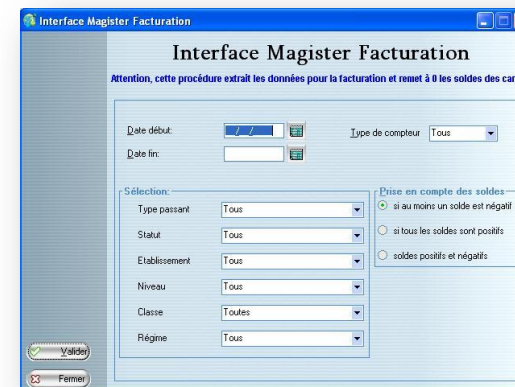 Interface Magister Facturation
Interface Magister Facturation
Attention, cette procédure extrait les données pour la facturation et remet à 0 les soldes des car
Date début: / /
Type de compteur Tous
Date fin:
Sélection:
Type passant Tous
Statut Tous
Etablissement Tous
Niveau Tous
Classe Toutes
Régime Tous
Prise en compte des soldes
si au moins un solde est négatif
si tous les soldes sont positifs
soldes positifs et négatifs
Valider
Fermer